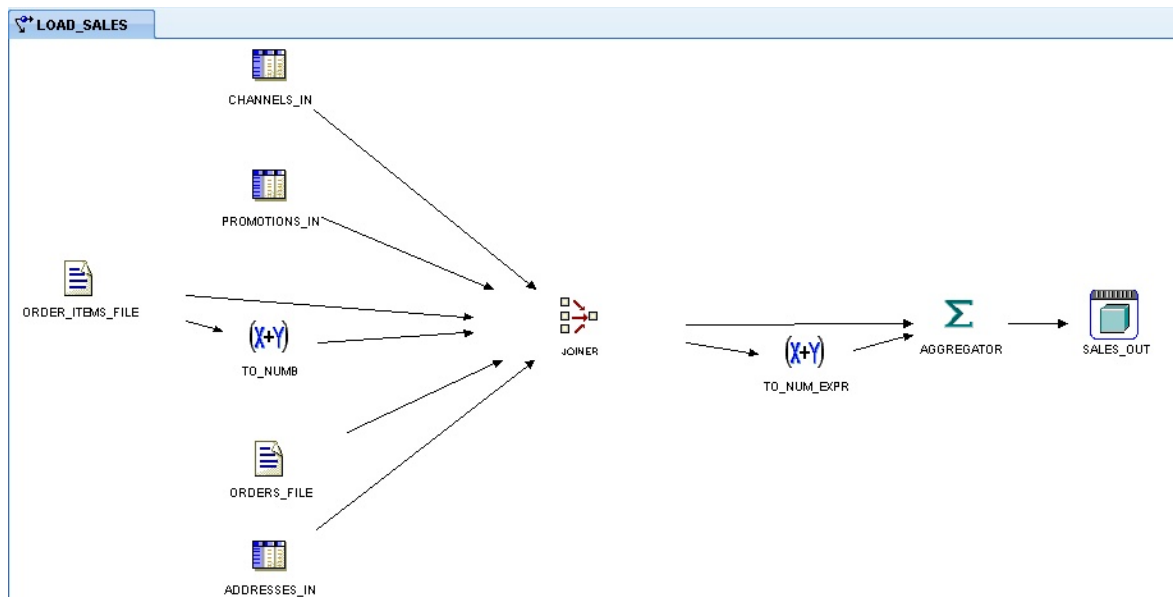 LOAD_SALES
CHANNELS_IN
PROMOTIONS_IN
ORDER_ITEMS_FILE
(X+Y)
TO_NUMB
JOINER
(X+Y)
TO_NUM_EXPR
Σ
AGGREGATOR
SALES_OUT
ORDERS_FILE
ADDRESSES_IN